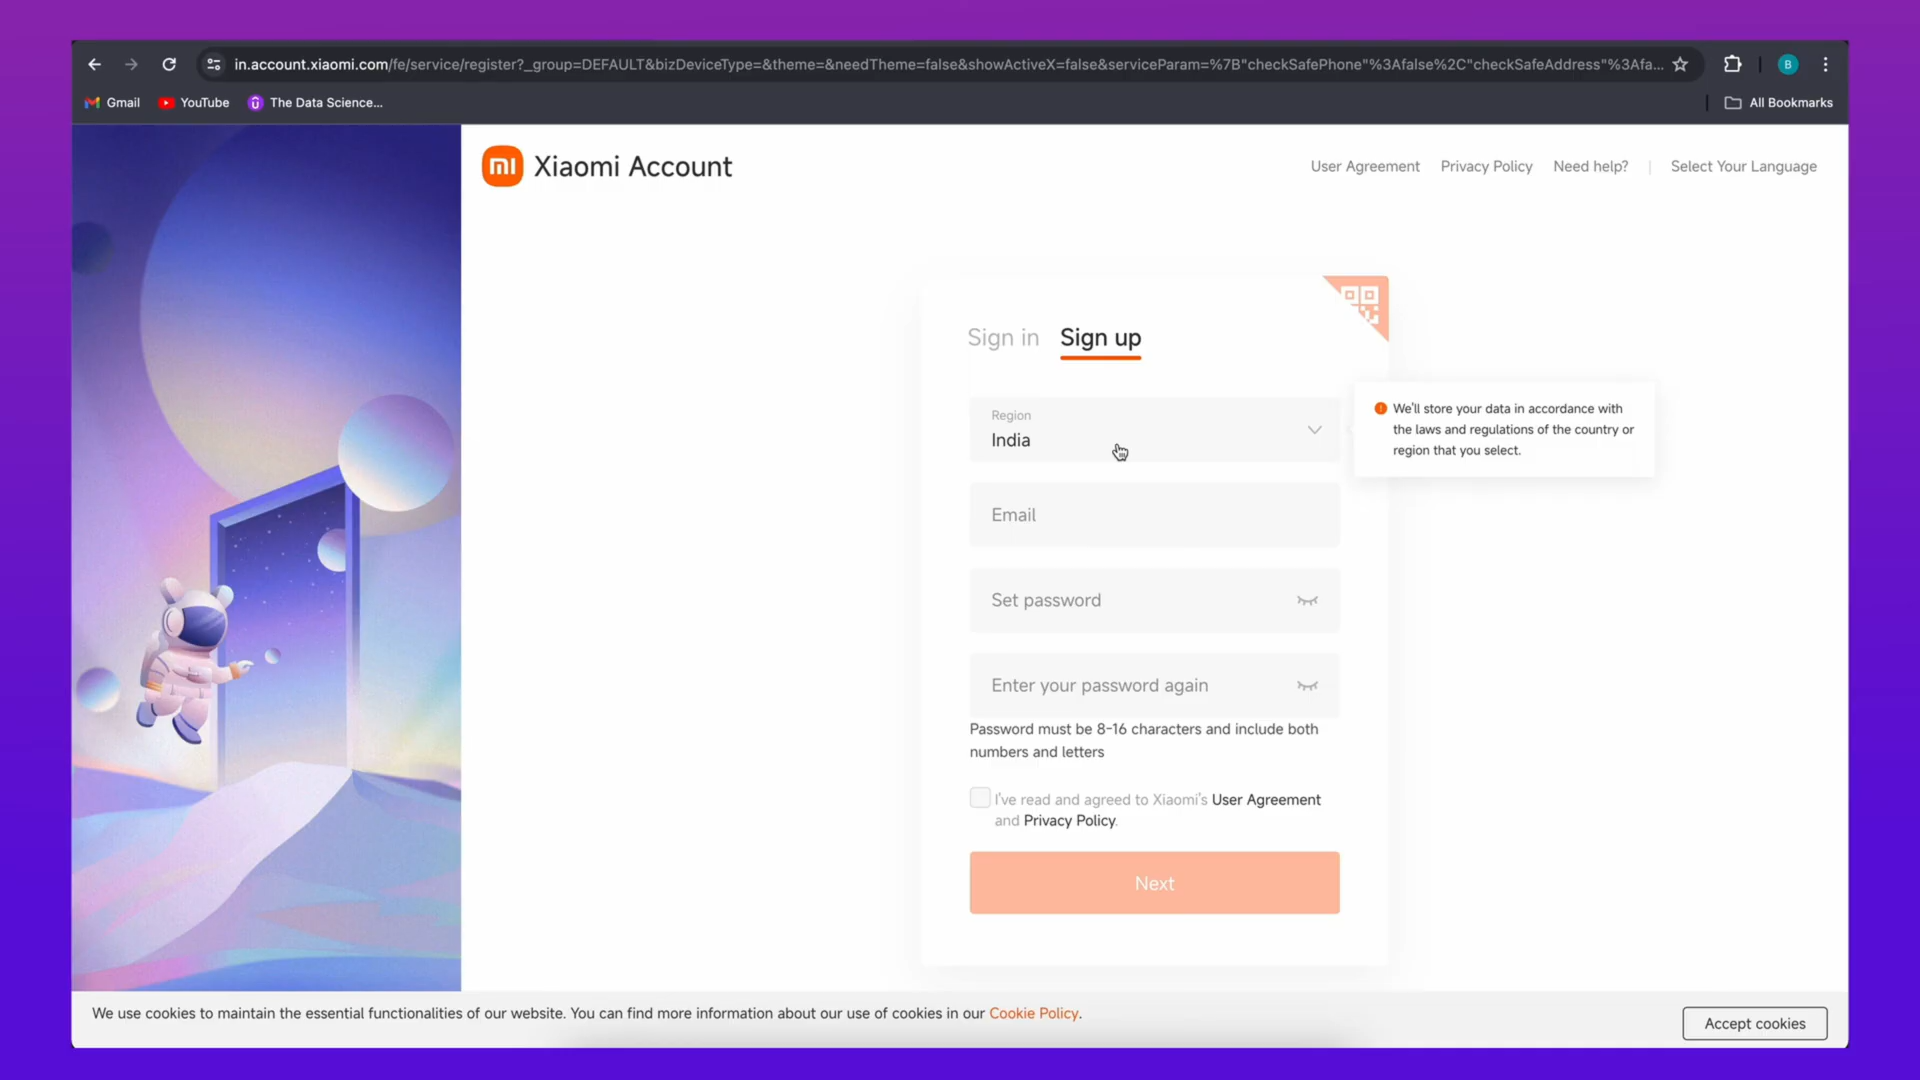 in.account.xiaomi.com/fe/service/register?_group=DEFAULT&bizDeviceType=&theme=&needTheme=false&showActiveX=false&serviceParam=%7B"checkSafePhone"%3Afalse%2C"checkSafeAddress"%3Afa...
B
Gmail
YouTube
The Data Science...
All Bookmarks
mi
Xiaomi Account
User Agreement
Privacy Policy
Need help?
Select Your Language
Sign in
Sign up
Region
India
We'll store your data in accordance with
the laws and regulations of the country or
region that you select.
Email
Set password
Enter your password again
Password must be 8-16 characters and include both
numbers and letters
I've read and agreed to Xiaomi's User Agreement
and Privacy Policy.
Next
We use cookies to maintain the essential functionalities of our website. You can find more information about our use of cookies in our Cookie Policy.
Accept cookies